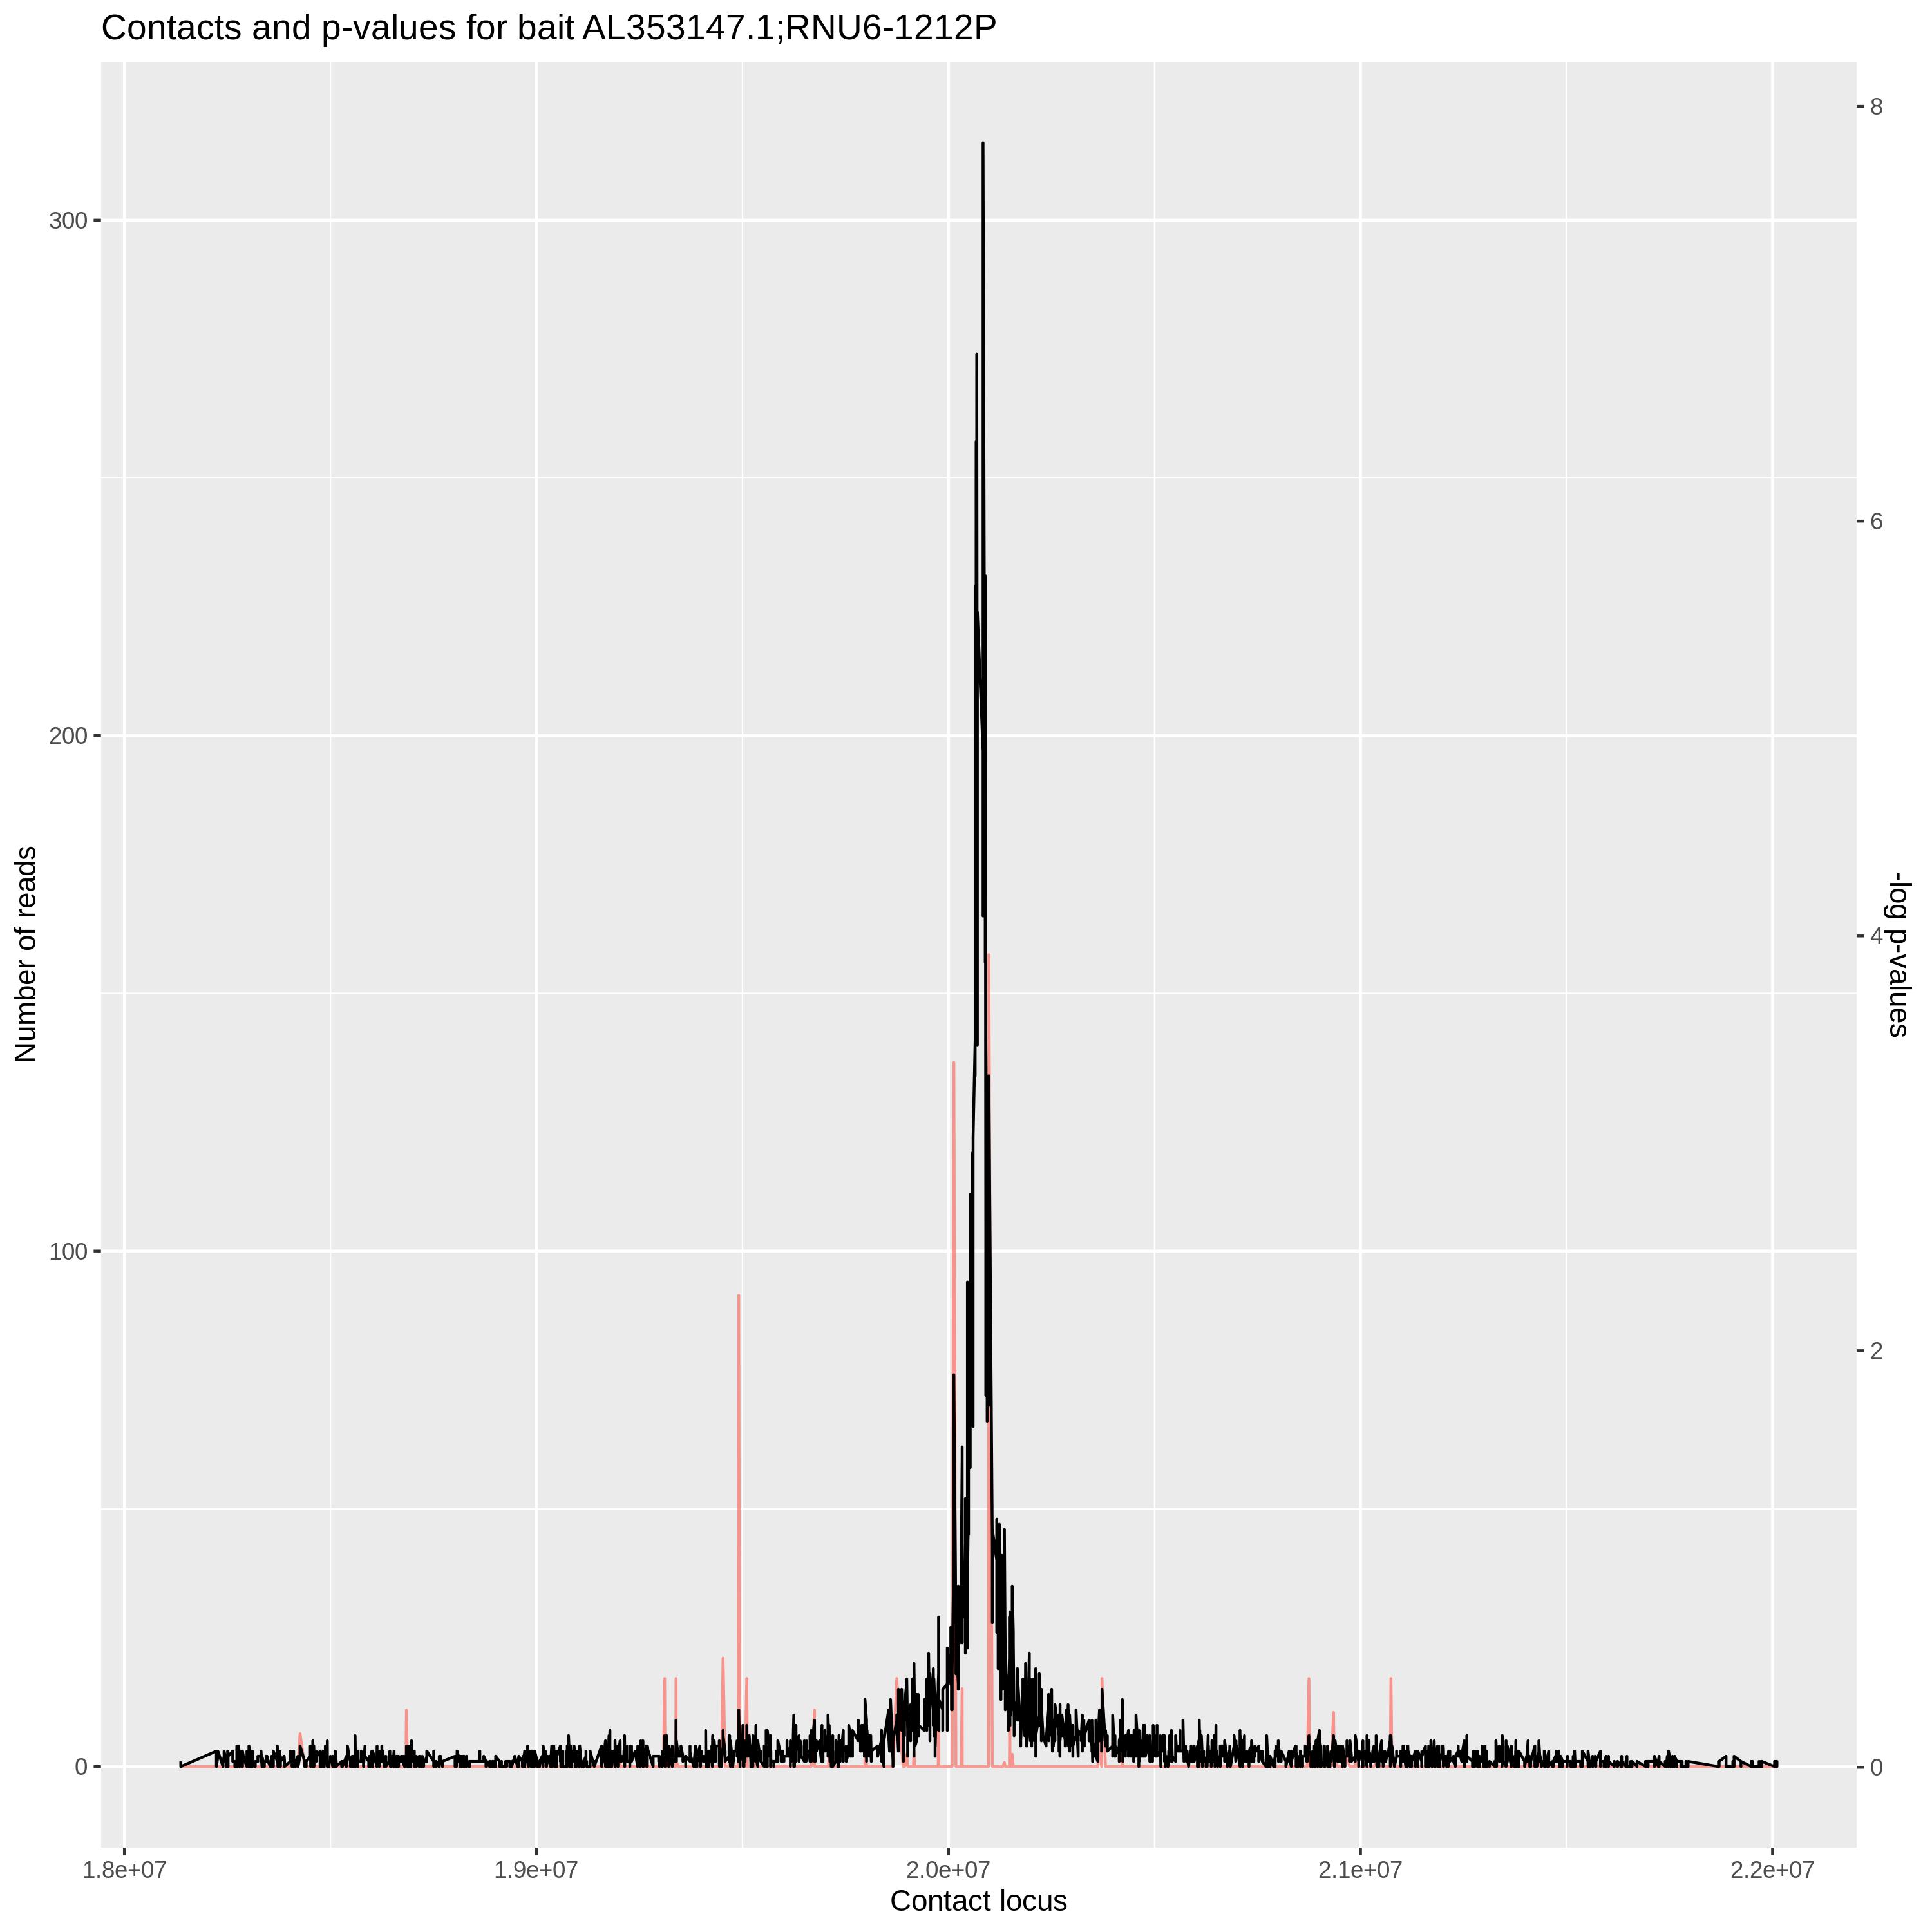 Contacts and p-values for bait AL353147.1;RNU6-1212P
8
300
6
200
Number of reads
-log p-values
4
100
2
0
0
1.8e+07 1.9e+07 2.0e+07 2.1e+07 2.2e+07
Contact locus